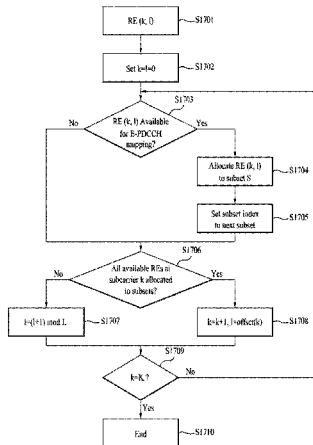 RE (k, l)
S1701
Set k=l=0
S1702
S1703
RE (k, l) Available
for E-PDCCH
mapping?
No
Yes
Allocate RE (k, l)
to subset S
S1704
Set subset index
to next subset
S1705
S1706
All available REs at
subcarrier k allocated
to subsets?
No
Yes
l=(l+1) mod L
S1707
k=k+1, l=offset(k)
S1708
S1709
k=K ?
No
Yes
End
S1710